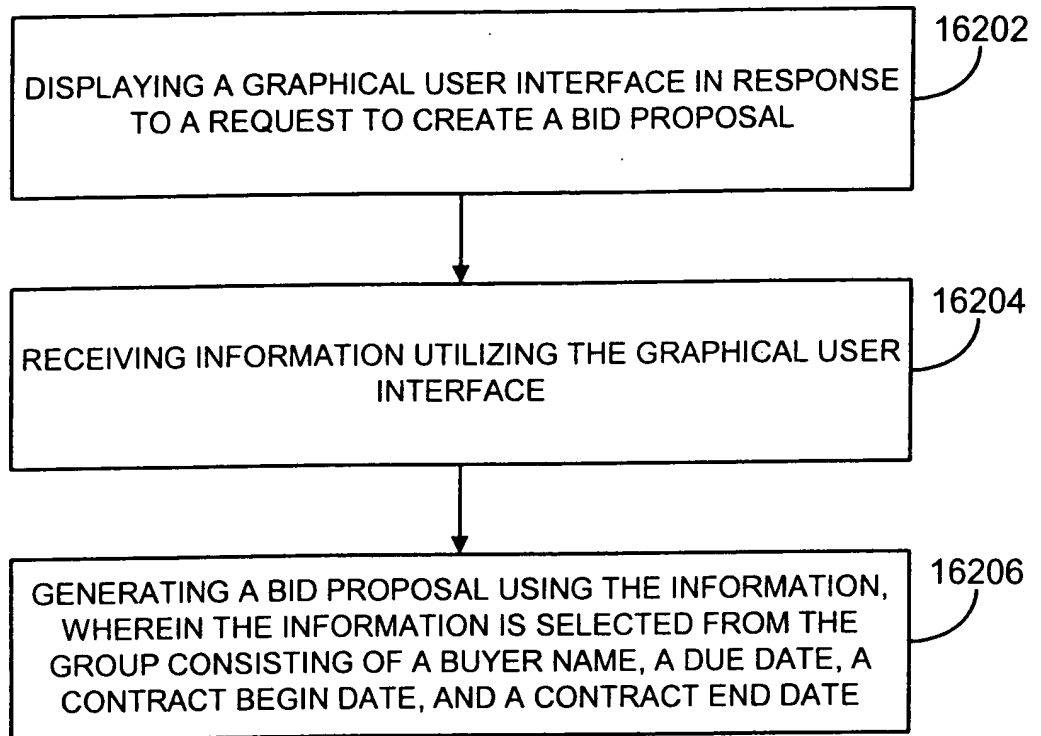 16202
DISPLAYING A GRAPHICAL USER INTERFACE IN RESPONSE
TO A REQUEST TO CREATE A BID PROPOSAL
16204
RECEIVING INFORMATION UTILIZING THE GRAPHICAL USER
INTERFACE
16206
GENERATING A BID PROPOSAL USING THE INFORMATION,
WHEREIN THE INFORMATION IS SELECTED FROM THE
GROUP CONSISTING OF A BUYER NAME, A DUE DATE, A
CONTRACT BEGIN DATE, AND A CONTRACT END DATE